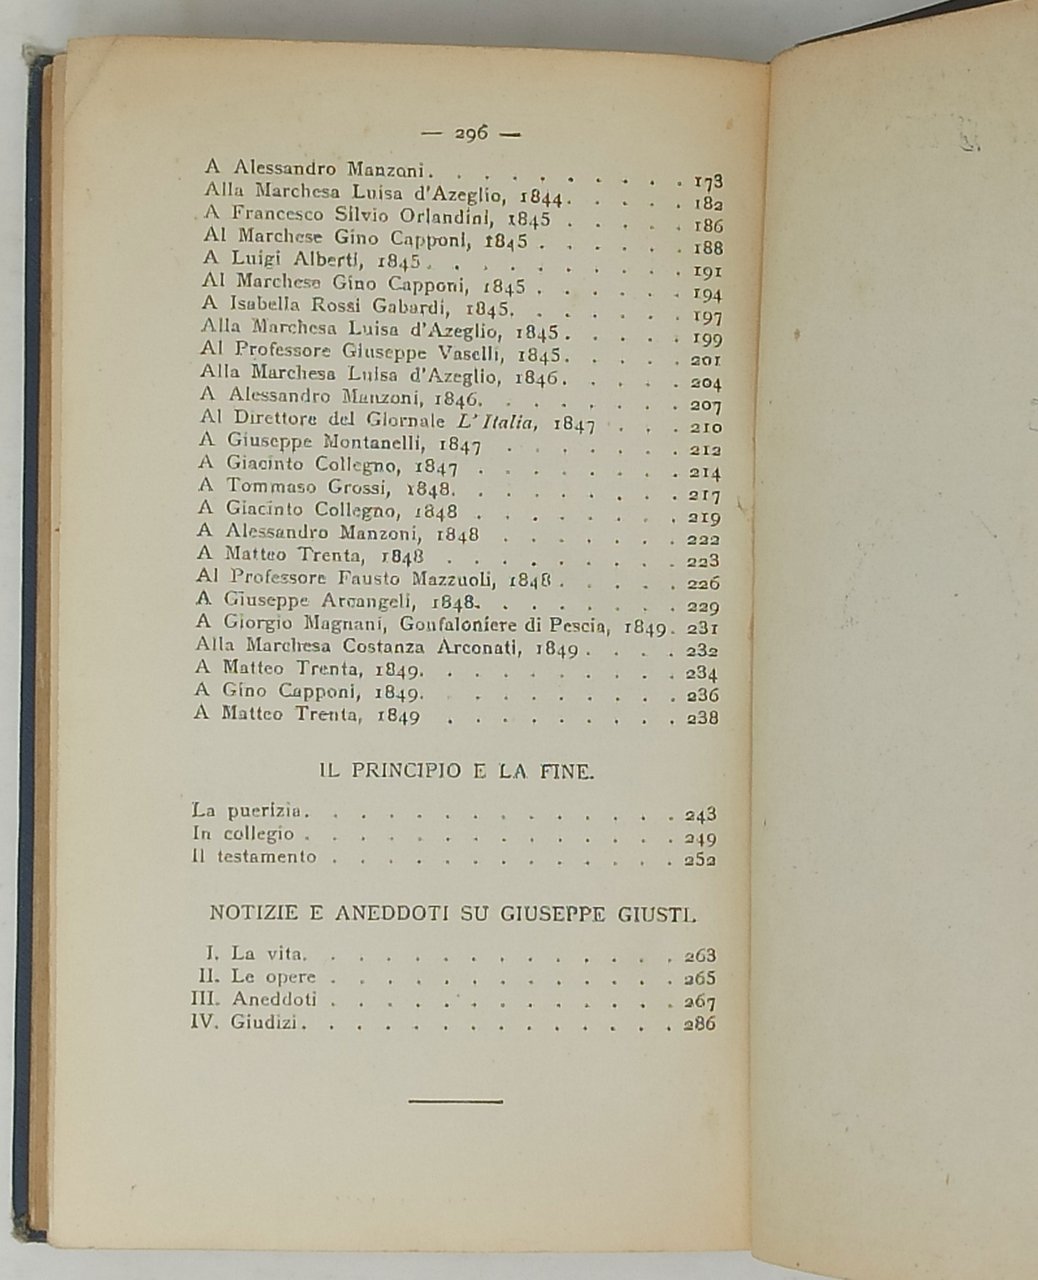 — 296 —
A Alessandro Manzoni. . . . . . . . . . 173
Alla Marchesa Luisa d'Azeglio, 1844. . . . . 182
A Francesco Silvio Orlandini, 1845 . . . . . 186
Al Marchese Gino Capponi, 1845 . . . . . . 188
A Luigi Alberti, 1845 . . . . . . . . . . 191
Al Marchese Gino Capponi, 1845 . . . . . . 194
A Isabella Rossi Gabardi, 1845. . . . . . . 197
Alla Marchesa Luisa d'Azeglio, 1845 . . . . . 199
Al Professore Giuseppe Vaselli, 1845. . . . . 201
Alla Marchesa Luisa d'Azeglio, 1846. . . . . 204
A Alessandro Manzoni, 1846. . . . . . . . 207
Al Direttore del Giornale L'Italia, 1847 . . . 210
A Giuseppe Montanelli, 1847 . . . . . . . 212
A Giacinto Collegno, 1847 . . . . . . . . 214
A Tommaso Grossi, 1848. . . . . . . . . 217
A Giacinto Collegno, 1848 . . . . . . . . 219
A Alessandro Manzoni, 1848 . . . . . . . 222
A Matteo Trenta, 1848 . . . . . . . . . 223
Al Professore Fausto Mazzuoli, 1848 . . . . . 226
A Giuseppe Arcangeli, 1848. . . . . . . . 229
A Giorgio Magnani, Gonfaloniere di Pescia, 1849. 231
Alla Marchesa Costanza Arconati, 1849 . . . . 232
A Matteo Trenta, 1849. . . . . . . . . . 234
A Gino Capponi, 1849. . . . . . . . . . 236
A Matteo Trenta, 1849 . . . . . . . . . 238
IL PRINCIPIO E LA FINE.
La puerizia. . . . . . . . . . . . . . 243
In collegio . . . . . . . . . . . . . . 249
Il testamento . . . . . . . . . . . . . 252
NOTIZIE E ANEDDOTI SU GIUSEPPE GIUSTI.
I. La vita. . . . . . . . . . . . . . 263
II. Le opere . . . . . . . . . . . . . 265
III. Aneddoti . . . . . . . . . . . . . 267
IV. Giudizi. . . . . . . . . . . . . . 286